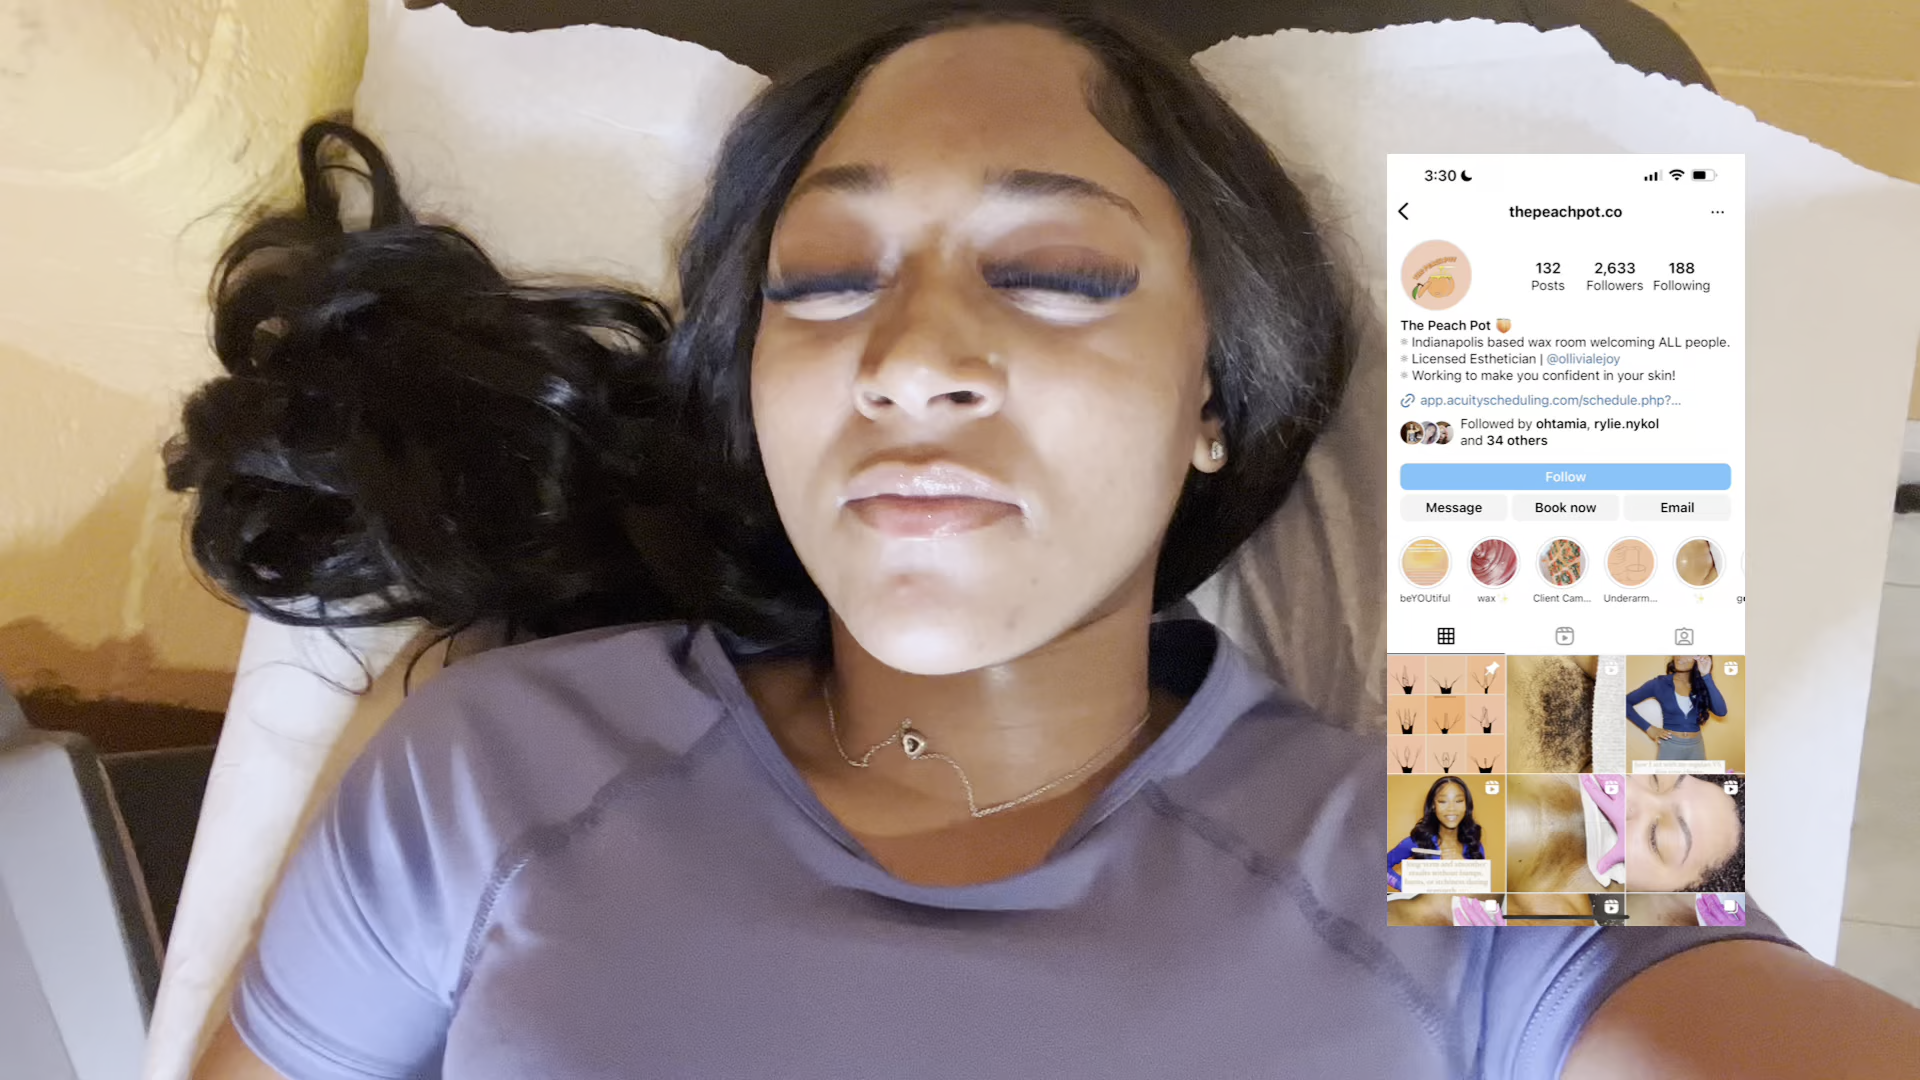 3:30
thepeachpot.co
132
Posts
2,633
Followers
188
Following
The Peach Pot
Indianapolis based wax room welcoming ALL people.
Licensed Esthetician | @ollivialejoy
Working to make you confident in your skin!
app.acuityscheduling.com/schedule.php?...
Followed by ohtamia, rylie.nykol
and 34 others
Follow
Message
Book now
Email
beYOUtiful
wax
Client Cam...
Underarm...